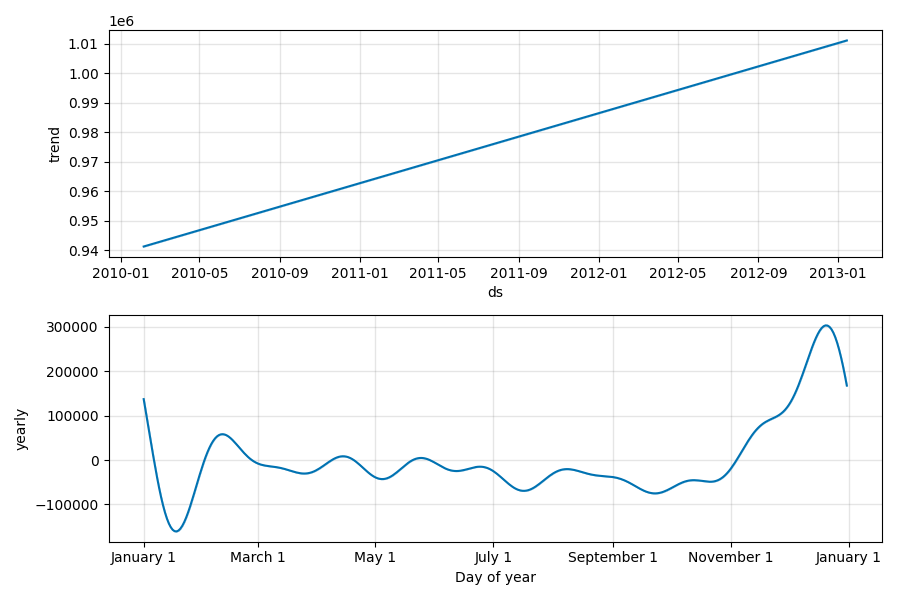 1e6
1.01
1.00
0.99
0.98
0.97
0.96
0.95
0.94
trend
2010-01 2010-05 2010-09 2011-01 2011-05 2011-09 2012-01 2012-05 2012-09 2013-01
ds
300000
200000
100000
0
−100000
yearly
January 1 March 1 May 1 July 1 September 1 November 1 January 1
Day of year